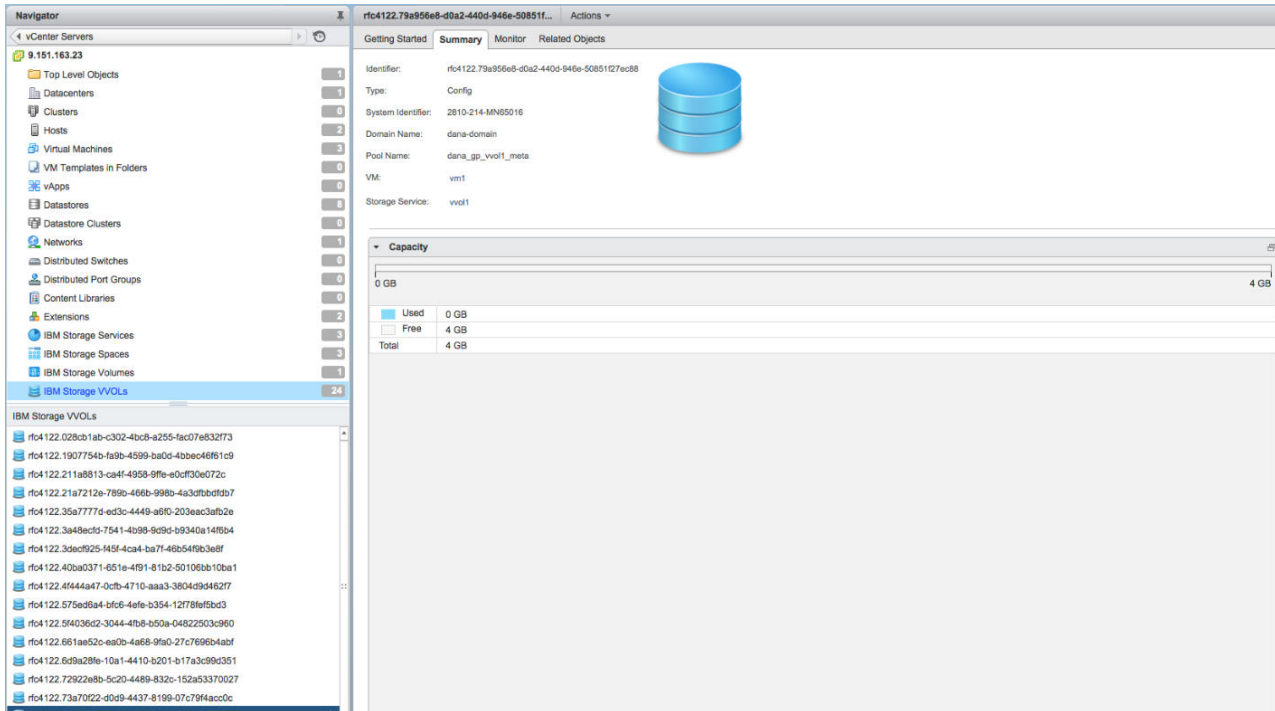 Navigator
vCenter Servers
9.151.163.23
Top Level Objects 1
Datacenters 1
Clusters 0
Hosts 2
Virtual Machines 3
VM Templates in Folders 0
vApps 0
Datastores 8
Datastore Clusters 0
Networks 1
Distributed Switches 0
Distributed Port Groups 0
Content Libraries 0
Extensions 2
IBM Storage Services 3
IBM Storage Spaces 3
IBM Storage Volumes 1
IBM Storage VVOLs 24
IBM Storage VVOLs
rfc4122.028cb1ab-c302-4bc8-a255-fac07e832f73
rfc4122.1907754b-fa9b-4599-ba0d-4bbec46f61c9
rfc4122.211a8813-ca4f-4958-9ffe-e0cff30e072c
rfc4122.21a7212e-789b-466b-998b-4a3dfbbdfdb7
rfc4122.35a7777d-ed3c-4449-a6f0-203eac3afb2e
rfc4122.3a48ecfd-7541-4b98-9d9d-b9340a14f6b4
rfc4122.3decf925-f45f-4ca4-ba7f-46b54f9b3e8f
rfc4122.40ba0371-651e-4f91-81b2-50106bb10ba1
rfc4122.4f444a47-0cfb-4710-aaa3-3804d9d462f7
rfc4122.575ed6a4-bfc6-4efe-b354-12f78fef5bd3
rfc4122.5f4036d2-3044-4fb8-b50a-04822503c960
rfc4122.661ae52c-ea0b-4a68-9fa0-27c7696b4abf
rfc4122.6d9a28fe-10a1-4410-b201-b17a3c99d351
rfc4122.72922e8b-5c20-4489-832c-152a53370027
rfc4122.73a70f22-d0d9-4437-8199-07c79f4acc0c
rfc4122.79a956e8-d0a2-440d-946e-50851f... Actions
Getting Started Summary Monitor Related Objects
Identifier: rfc4122.79a956e8-d0a2-440d-946e-50851f27ec88
Type: Config
System Identifier: 2810-214-MN65016
Domain Name: dana-domain
Pool Name: dana_gp_vvol1_meta
VM: vm1
Storage Service: vvol1
Capacity
0 GB 4 GB
Used 0 GB
Free 4 GB
Total 4 GB